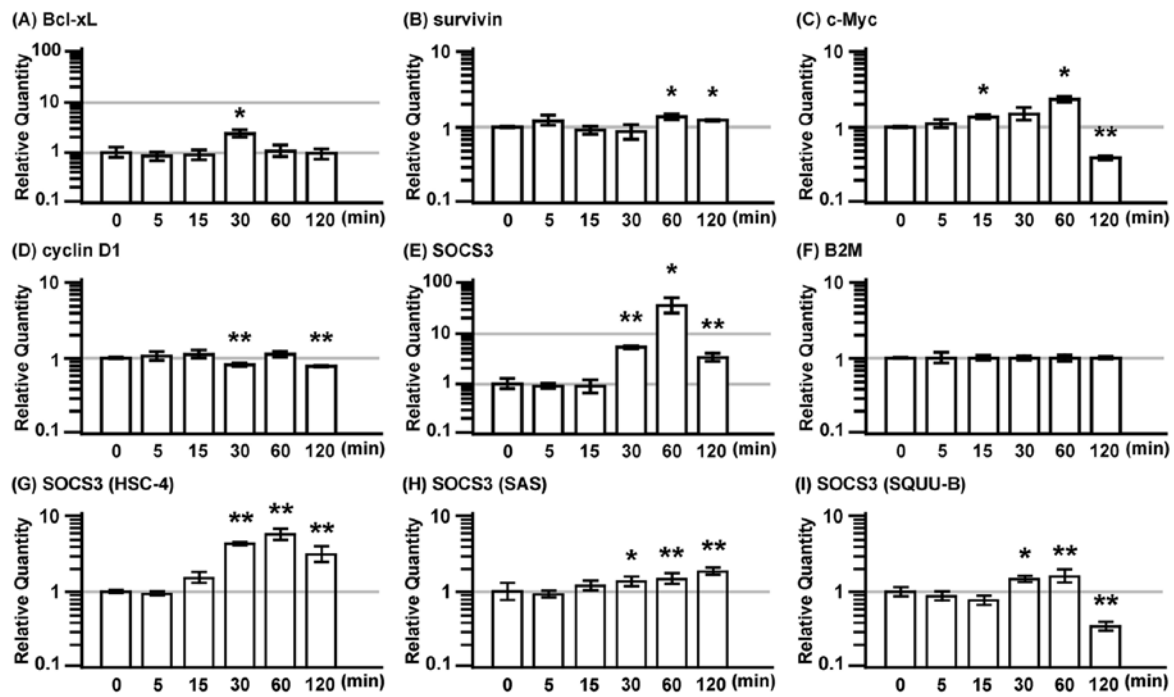 (A) Bcl-xL
Relative Quantity
100
10
1
0.1
*
0 5 15 30 60 120 (min)
(B) survivin
Relative Quantity
10
1
0.1
* *
0 5 15 30 60 120 (min)
(C) c-Myc
Relative Quantity
10
1
0.1
* * **
0 5 15 30 60 120 (min)
(D) cyclin D1
Relative Quantity
10
1
0.1
** **
0 5 15 30 60 120 (min)
(E) SOCS3
Relative Quantity
100
10
1
0.1
** * **
0 5 15 30 60 120 (min)
(F) B2M
Relative Quantity
10
1
0.1
0 5 15 30 60 120 (min)
(G) SOCS3 (HSC-4)
Relative Quantity
10
1
0.1
** ** **
0 5 15 30 60 120 (min)
(H) SOCS3 (SAS)
Relative Quantity
10
1
0.1
* ** **
0 5 15 30 60 120 (min)
(I) SOCS3 (SQUU-B)
Relative Quantity
10
1
0.1
* ** **
0 5 15 30 60 120 (min)